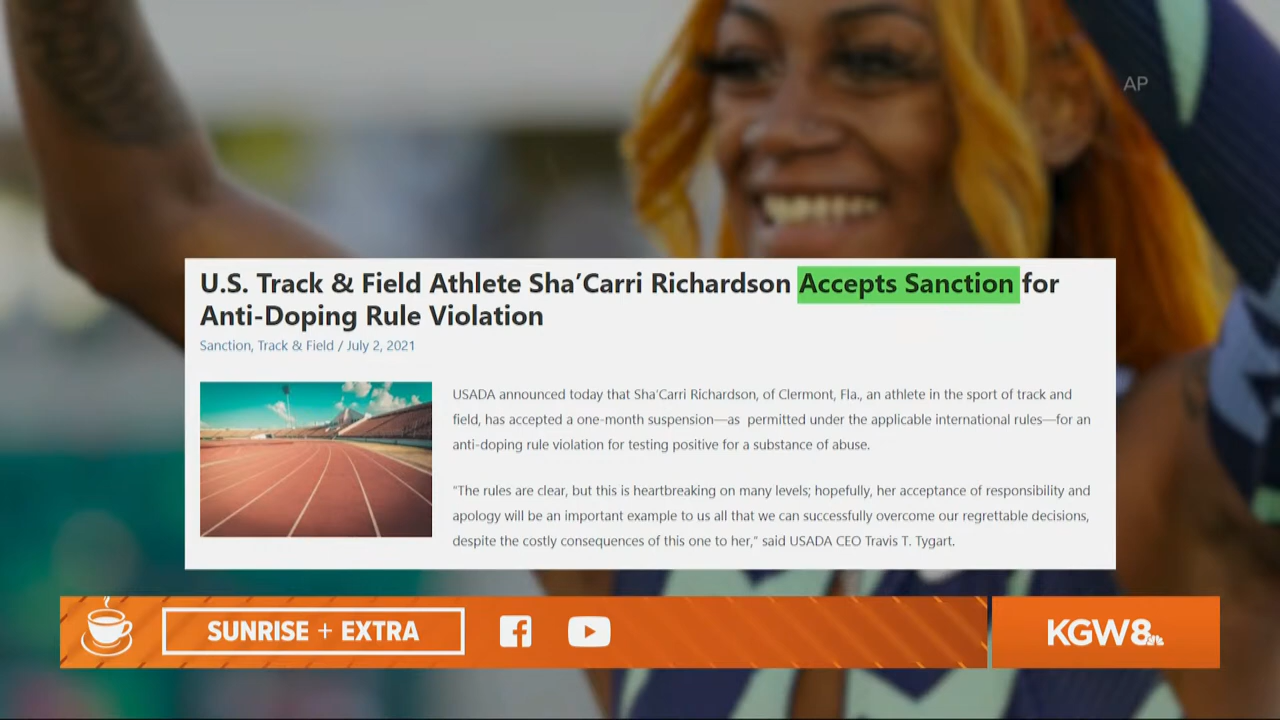 AP
U.S. Track & Field Athlete Sha’Carri Richardson Accepts Sanction for
Anti-Doping Rule Violation
Sanction, Track & Field / July 2, 2021
USADA announced today that Sha’Carri Richardson, of Clermont, Fla., an athlete in the sport of track and
field, has accepted a one-month suspension—as permitted under the applicable international rules—for an
anti-doping rule violation for testing positive for a substance of abuse.
“The rules are clear, but this is heartbreaking on many levels; hopefully, her acceptance of responsibility and
apology will be an important example to us all that we can successfully overcome our regrettable decisions,
despite the costly consequences of this one to her,” said USADA CEO Travis T. Tygart.
SUNRISE + EXTRA
KGW8